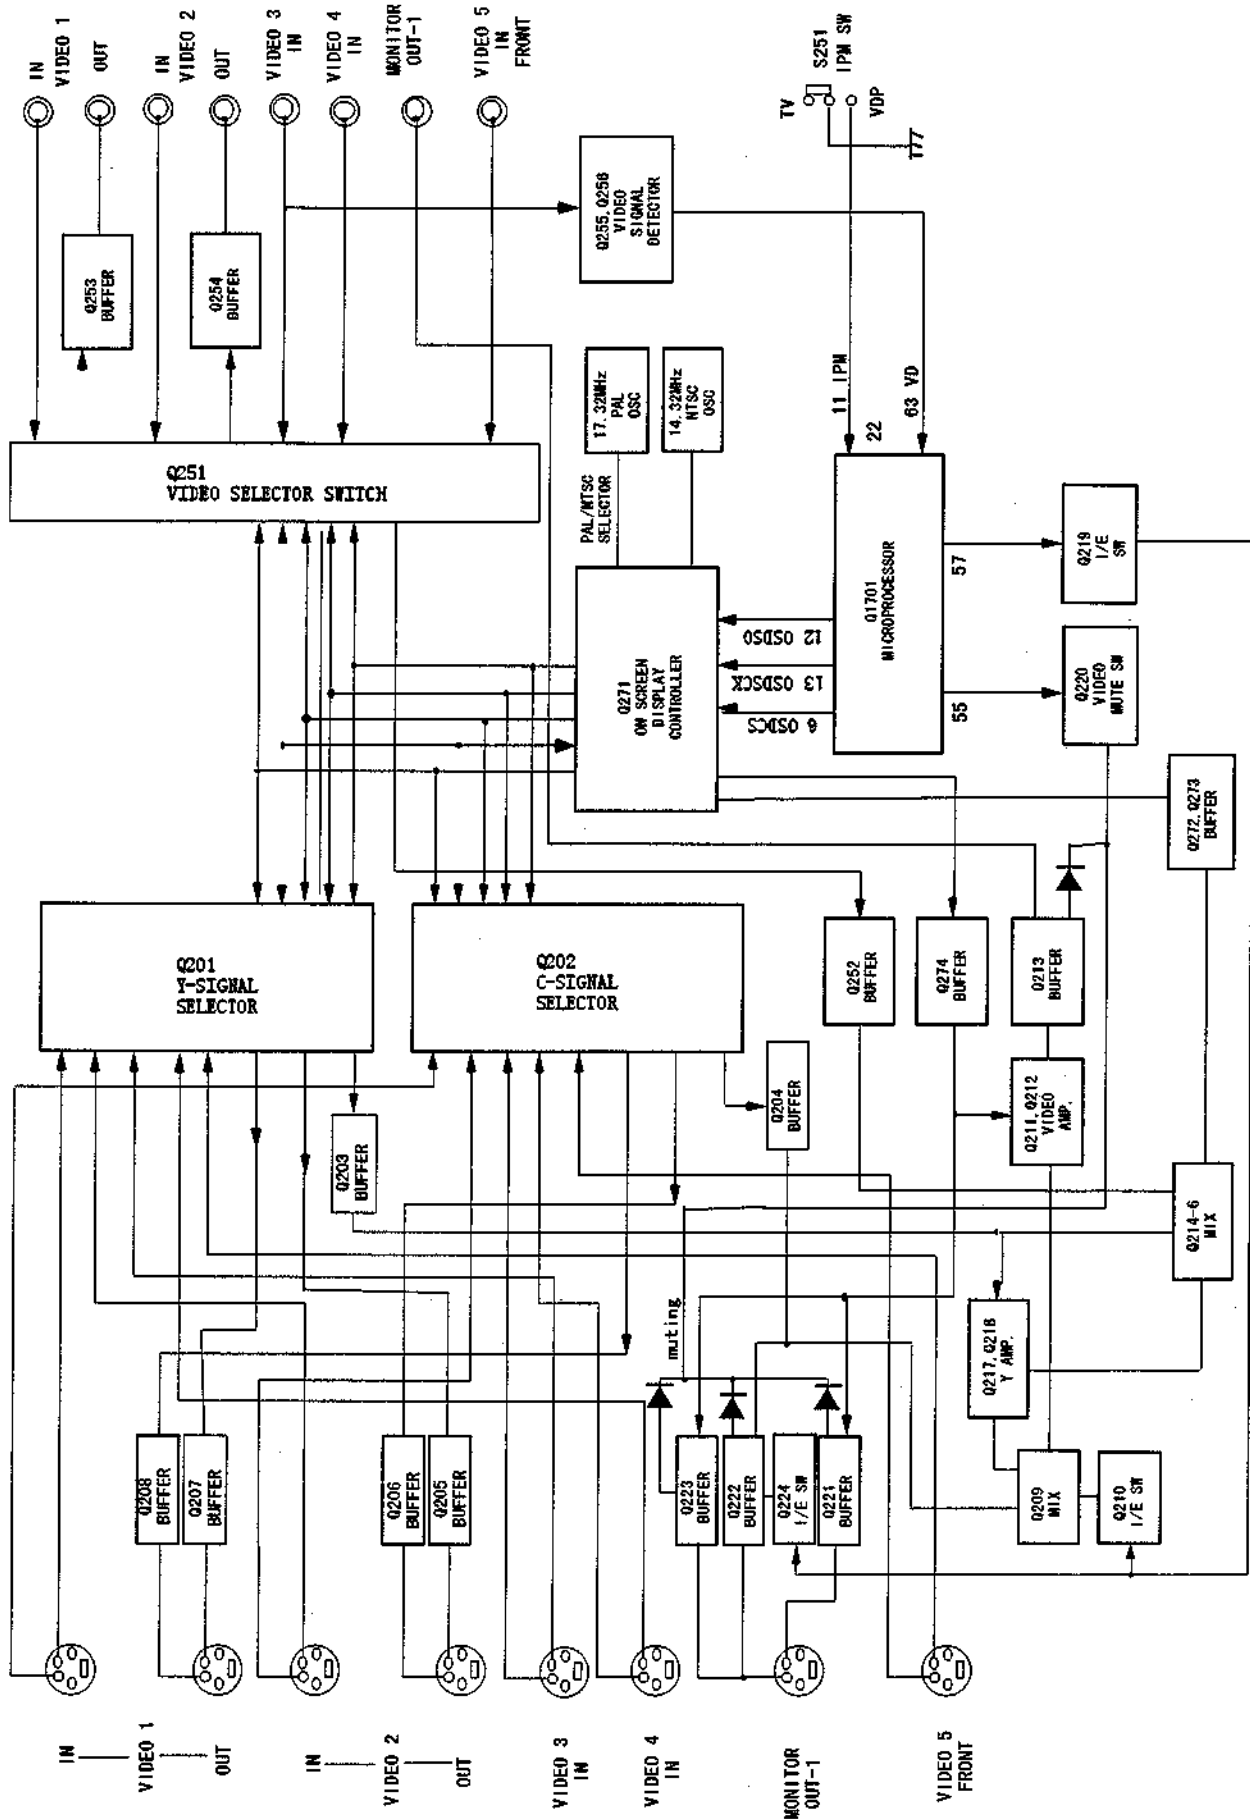 IN
VIDEO 1
OUT
IN
VIDEO 2
OUT
VIDEO 3
IN
VIDEO 4
IN
MONITOR
OUT-1
VIDEO 5
IN
FRONT
S251
IPM SW
TV
VDP
Q253
BUFFER
Q254
BUFFER
Q255,Q256
VIDEO
SIGNAL
DETECTOR
Q251
VIDEO SELECTOR SWITCH
PAL/NTSC
SELECTOR
17.32MHz
PAL
OSC
14.32MHz
NTSC
OSC
11 IPM
22
63 VD
Q271
ON SCREEN
DISPLAY
CONTROLLER
12 OSDSO
13 OSDSCK
6 OSDCS
Q1701
MICROPROCESSOR
57
55
Q219
I/E
SW
Q220
VIDEO
MUTE SW
Q272,Q273
BUFFER
Q201
Y-SIGNAL
SELECTOR
Q202
C-SIGNAL
SELECTOR
Q252
BUFFER
Q274
BUFFER
Q213
BUFFER
Q203
BUFFER
Q204
BUFFER
Q211,Q212
VIDEO
AMP.
Q214-6
MIX
muting
Q217,Q218
Y AMP.
Q208
BUFFER
Q207
BUFFER
Q206
BUFFER
Q205
BUFFER
Q223
BUFFER
Q222
BUFFER
Q224
I/E SW
Q221
BUFFER
Q209
MIX
Q210
I/E SW
IN
VIDEO 1
OUT
IN
VIDEO 2
OUT
VIDEO 3
IN
VIDEO 4
IN
MONITOR
OUT-1
VIDEO 5
FRONT